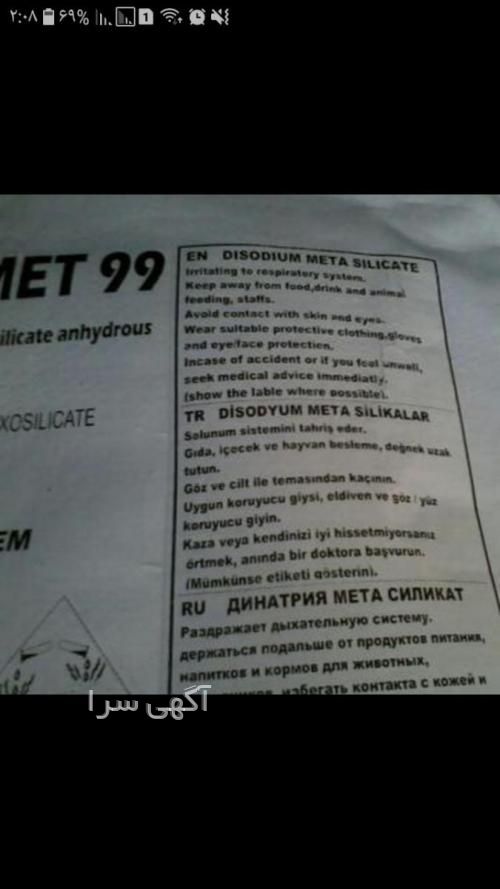 ۲:۰۸ ۶۹% 1
MET 99
ilicate anhydrous
XOSILICATE
EM
EN DISODIUM META SILICATE
Irritating to respiratory system.
Keep away from food,drink and animal
feeding, staffs.
Avoid contact with skin and eyes.
Wear suitable protective clothing,gloves
and eye/face protection.
Incase of accident or if you feel unwell,
seek medical advice immediatly.
(show the lable where possible).
TR DİSODYUM META SİLİKALAR
Solunum sistemini tahriş eder.
Gıda, içecek ve hayvan besleme, değnek uzak
tutun.
Göz ve cilt ile temasından kaçının.
Uygun koruyucu giysi, eldiven ve göz / yüz
koruyucu giyin.
Kaza veya kendinizi iyi hissetmiyorsanız
örtmek, anında bir doktora başvurun.
(Mümkünse etiketi gösterin).
RU ДИНАТРИЯ МЕТА СИЛИКАТ
Раздражает дыхательную систему.
держаться подальше от продуктов питания,
напитков и кормов для животных,
избегать контакта с кожей и
آگهی سرا